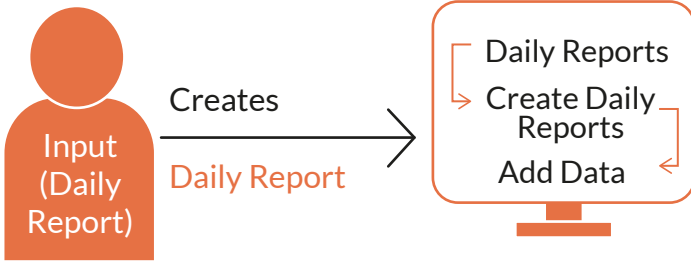 Input
(Daily
Report)
Creates
Daily Report
Daily Reports
Create Daily
Reports
Add Data